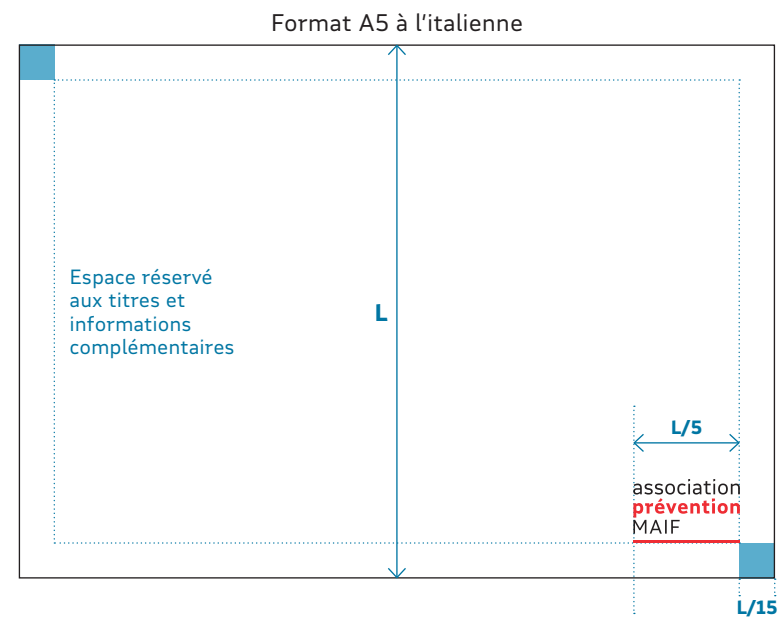 Format A5 à l’italienne
Espace réservé
aux titres et
informations
complémentaires
L
L/5
association
prévention
MAIF
L/15